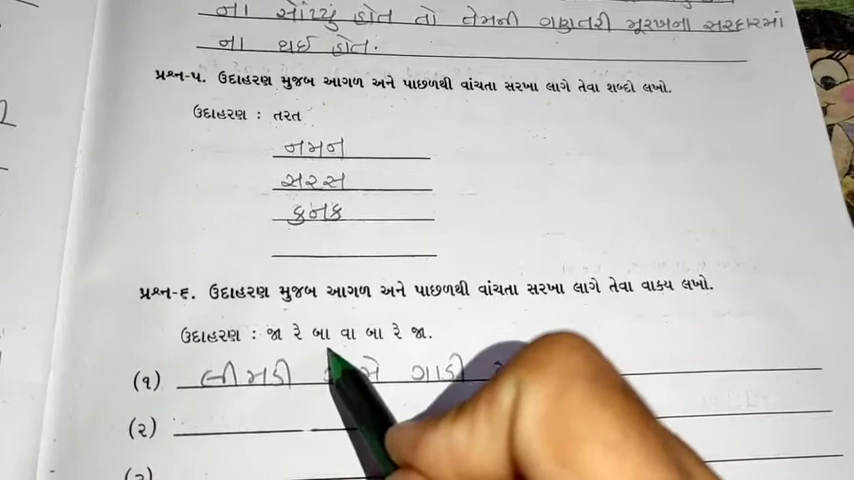 ના સોંપ્યું હોત તો તેમની ગણતરી મૂરખના સરદારમાં
ના થઈ હોત.
પ્રશ્ન-૫. ઉદાહરણ મુજબ આગળ અને પાછળથી વાંચતા સરખા લાગે તેવા શબ્દો લખો.
ઉદાહરણ : તરત
નમન
સરસ
કનક
પ્રશ્ન-૬. ઉદાહરણ મુજબ આગળ અને પાછળથી વાંચતા સરખા લાગે તેવા વાક્ય લખો.
ઉદાહરણ : જા રે બા વા બા રે જા.
(૧) લીમડી ગાડી
(૨)